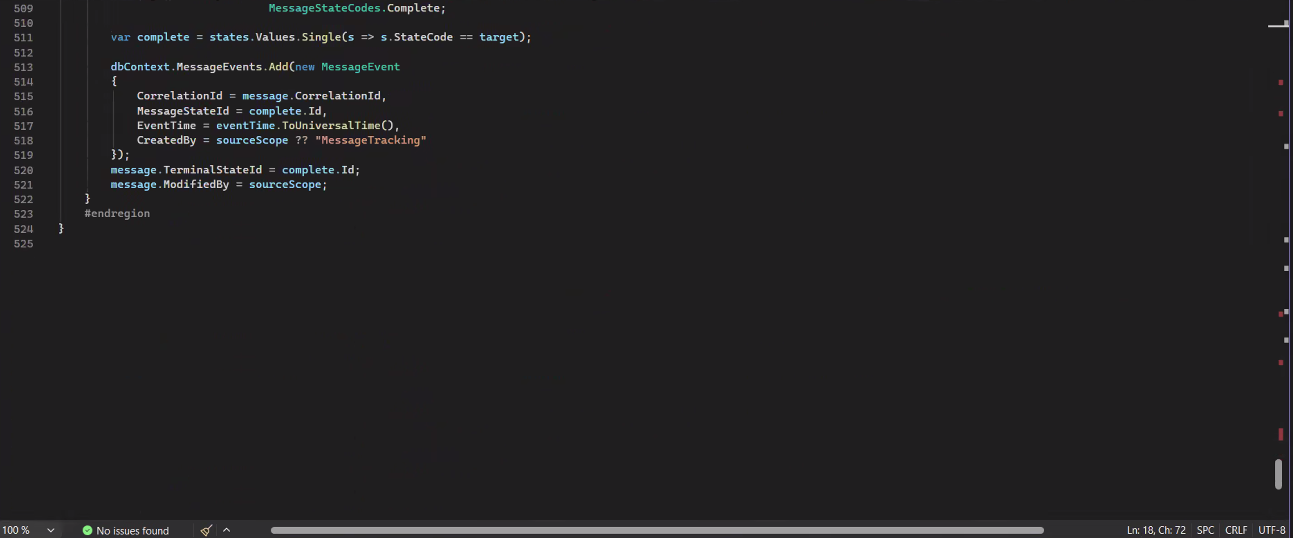 509 MessageStateCodes.Complete;
510
511 var complete = states.Values.Single(s => s.StateCode == target);
512
513 dbContext.MessageEvents.Add(new MessageEvent
514 {
515 CorrelationId = message.CorrelationId,
516 MessageStateId = complete.Id,
517 EventTime = eventTime.ToUniversalTime(),
518 CreatedBy = sourceScope ?? "MessageTracking"
519 });
520 message.TerminalStateId = complete.Id;
521 message.ModifiedBy = sourceScope;
522 }
523 #endregion
524 }
525
100 % No issues found Ln: 18, Ch: 72 SPC CRLF UTF-8